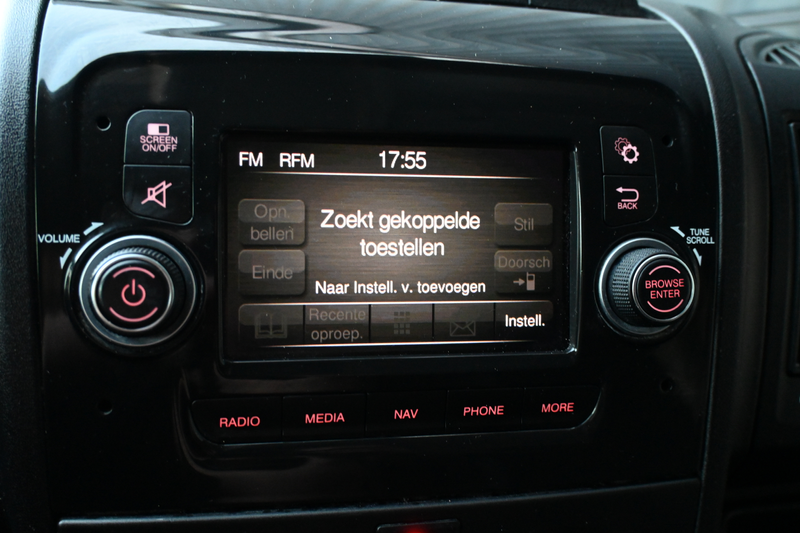 SCREEN
ON/OFF
FM RFM 17:55
BACK
VOLUME
TUNE
SCROLL
Opn.
bellen
Zoekt gekoppelde
toestellen
Stil
Einde
Doorsch
Naar Instell. v. toevoegen
BROWSE
ENTER
Recente
oproep.
Instell.
RADIO
MEDIA
NAV
PHONE
MORE